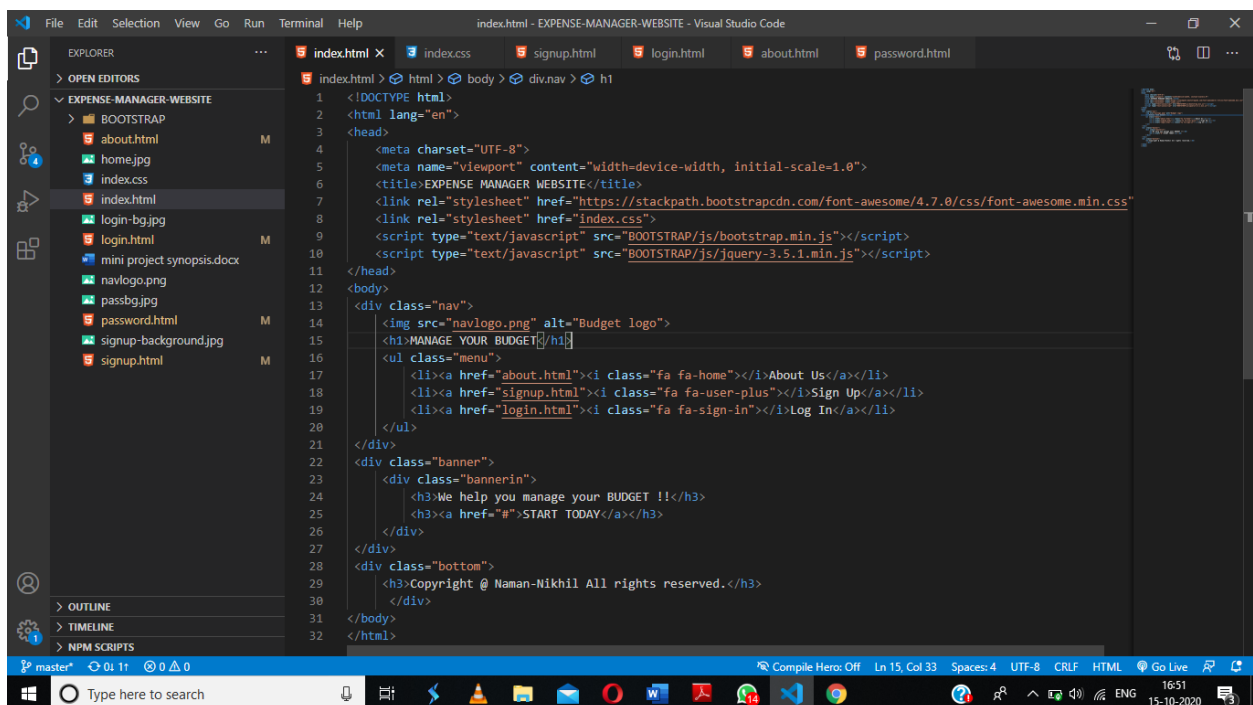 File Edit Selection View Go Run Terminal Help index.html - EXPENSE-MANAGER-WEBSITE - Visual Studio Code
EXPLORER
OPEN EDITORS
EXPENSE-MANAGER-WEBSITE
BOOTSTRAP
about.html M
home.jpg
index.css
index.html
login-bg.jpg
login.html M
mini project synopsis.docx
navlogo.png
passbg.jpg
password.html M
signup-background.jpg
signup.html M
OUTLINE
TIMELINE
NPM SCRIPTS
4
1
index.html index.css signup.html login.html about.html password.html
index.html > html > body > div.nav > h1
1 <!DOCTYPE html>
2 <html lang="en">
3 <head>
4 <meta charset="UTF-8">
5 <meta name="viewport" content="width=device-width, initial-scale=1.0">
6 <title>EXPENSE MANAGER WEBSITE</title>
7 <link rel="stylesheet" href="https://stackpath.bootstrapcdn.com/font-awesome/4.7.0/css/font-awesome.min.css"
8 <link rel="stylesheet" href="index.css">
9 <script type="text/javascript" src="BOOTSTRAP/js/bootstrap.min.js"></script>
10 <script type="text/javascript" src="BOOTSTRAP/js/jquery-3.5.1.min.js"></script>
11 </head>
12 <body>
13 <div class="nav">
14 <img src="navlogo.png" alt="Budget logo">
15 <h1>MANAGE YOUR BUDGET</h1>
16 <ul class="menu">
17 <li><a href="about.html"><i class="fa fa-home"></i>About Us</a></li>
18 <li><a href="signup.html"><i class="fa fa-user-plus"></i>Sign Up</a></li>
19 <li><a href="login.html"><i class="fa fa-sign-in"></i>Log In</a></li>
20 </ul>
21 </div>
22 <div class="banner">
23 <div class="bannerin">
24 <h3>We help you manage your BUDGET !!</h3>
25 <h3><a href="#">START TODAY</a></h3>
26 </div>
27 </div>
28 <div class="bottom">
29 <h3>Copyright @ Naman-Nikhil All rights reserved.</h3>
30 </div>
31 </body>
32 </html>
master* 0↓ 1↑ 0 0 Compile Hero: Off Ln 15, Col 33 Spaces: 4 UTF-8 CRLF HTML Go Live
Type here to search 14 ENG 16:51
15-10-2020 3